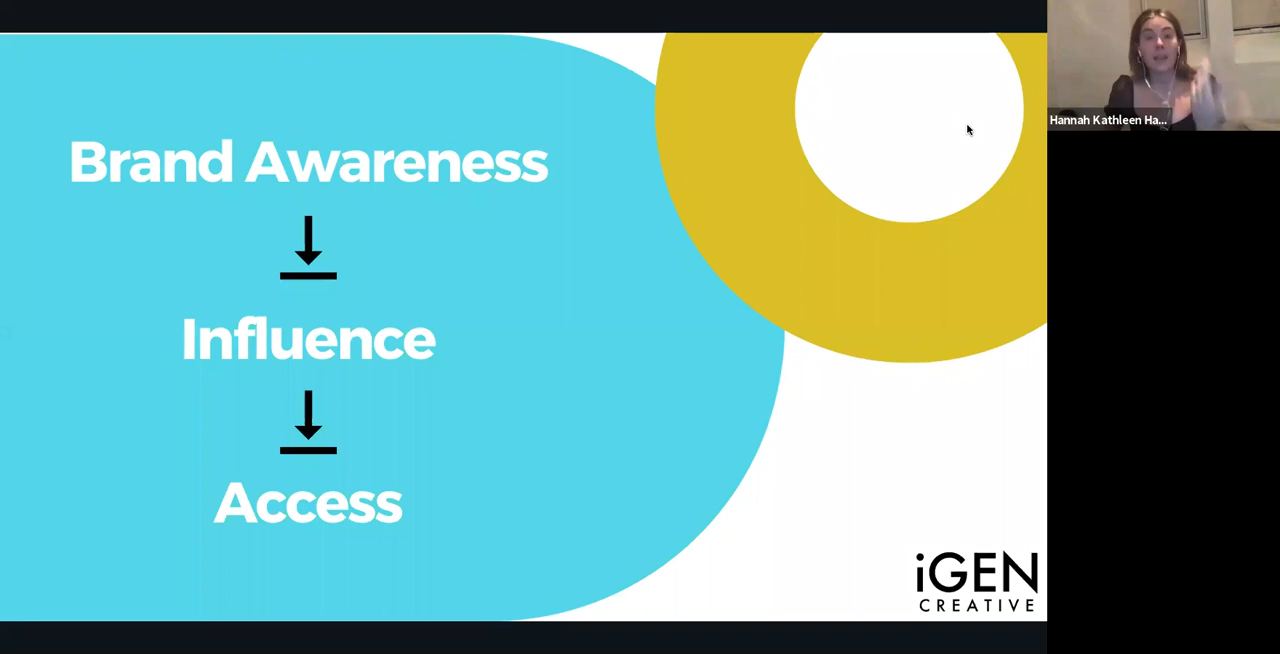 Brand Awareness
Influence
Access
iGEN
CREATIVE
Hannah Kathleen Ha...